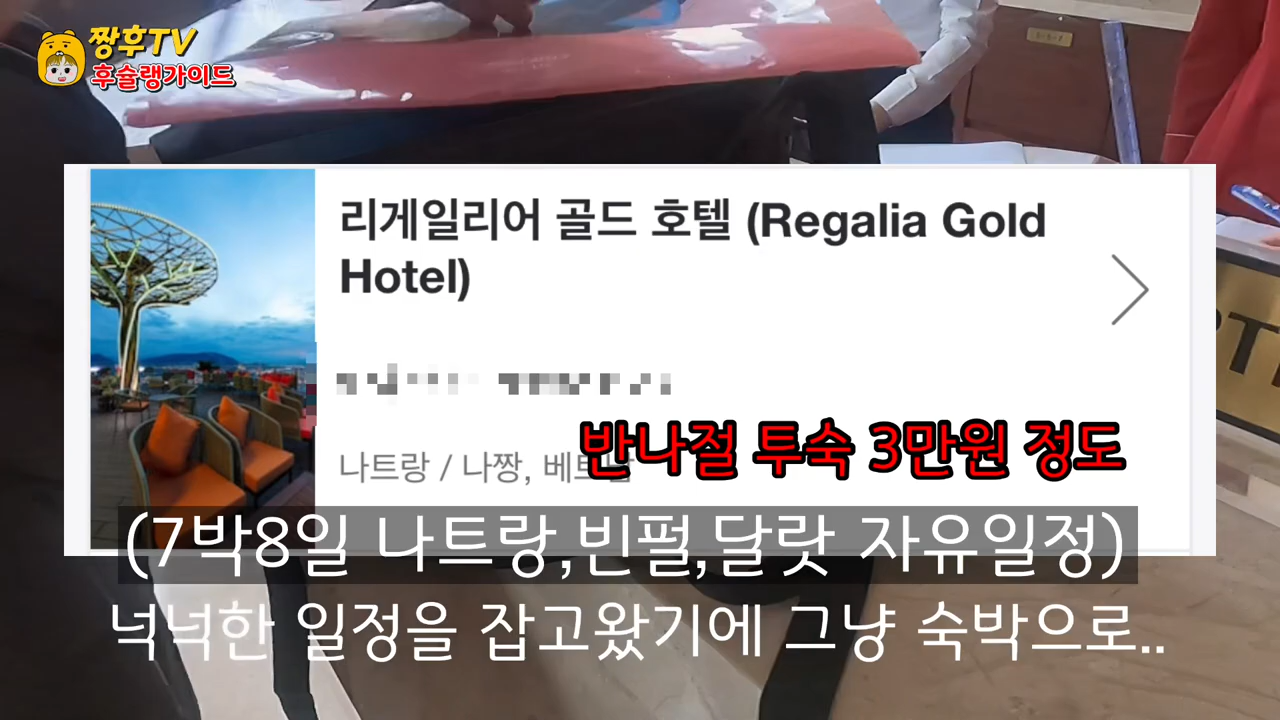 짱후TV
후슐랭가이드
리게일리어 골드 호텔 (Regalia Gold
Hotel)
반나절 투숙 3만원 정도
나트랑 / 나짱, 베트남
(7박8일 나트랑,빈펄,달랏 자유일정)
넉넉한 일정을 잡고왔기에 그냥 숙박으로..